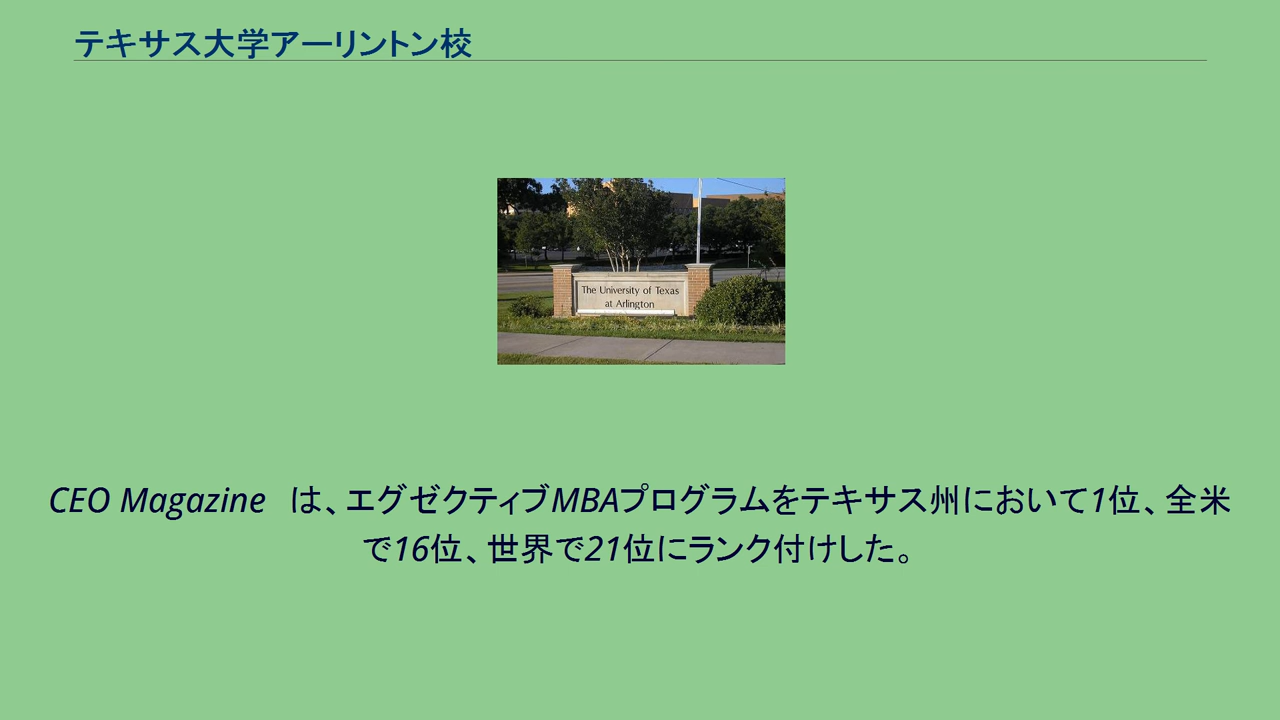 テキサス大学アーリントン校
The University of Texas
at Arlington
CEO Magazine　は、エグゼクティブMBAプログラムをテキサス州において1位、全米
で16位、世界で21位にランク付けした。